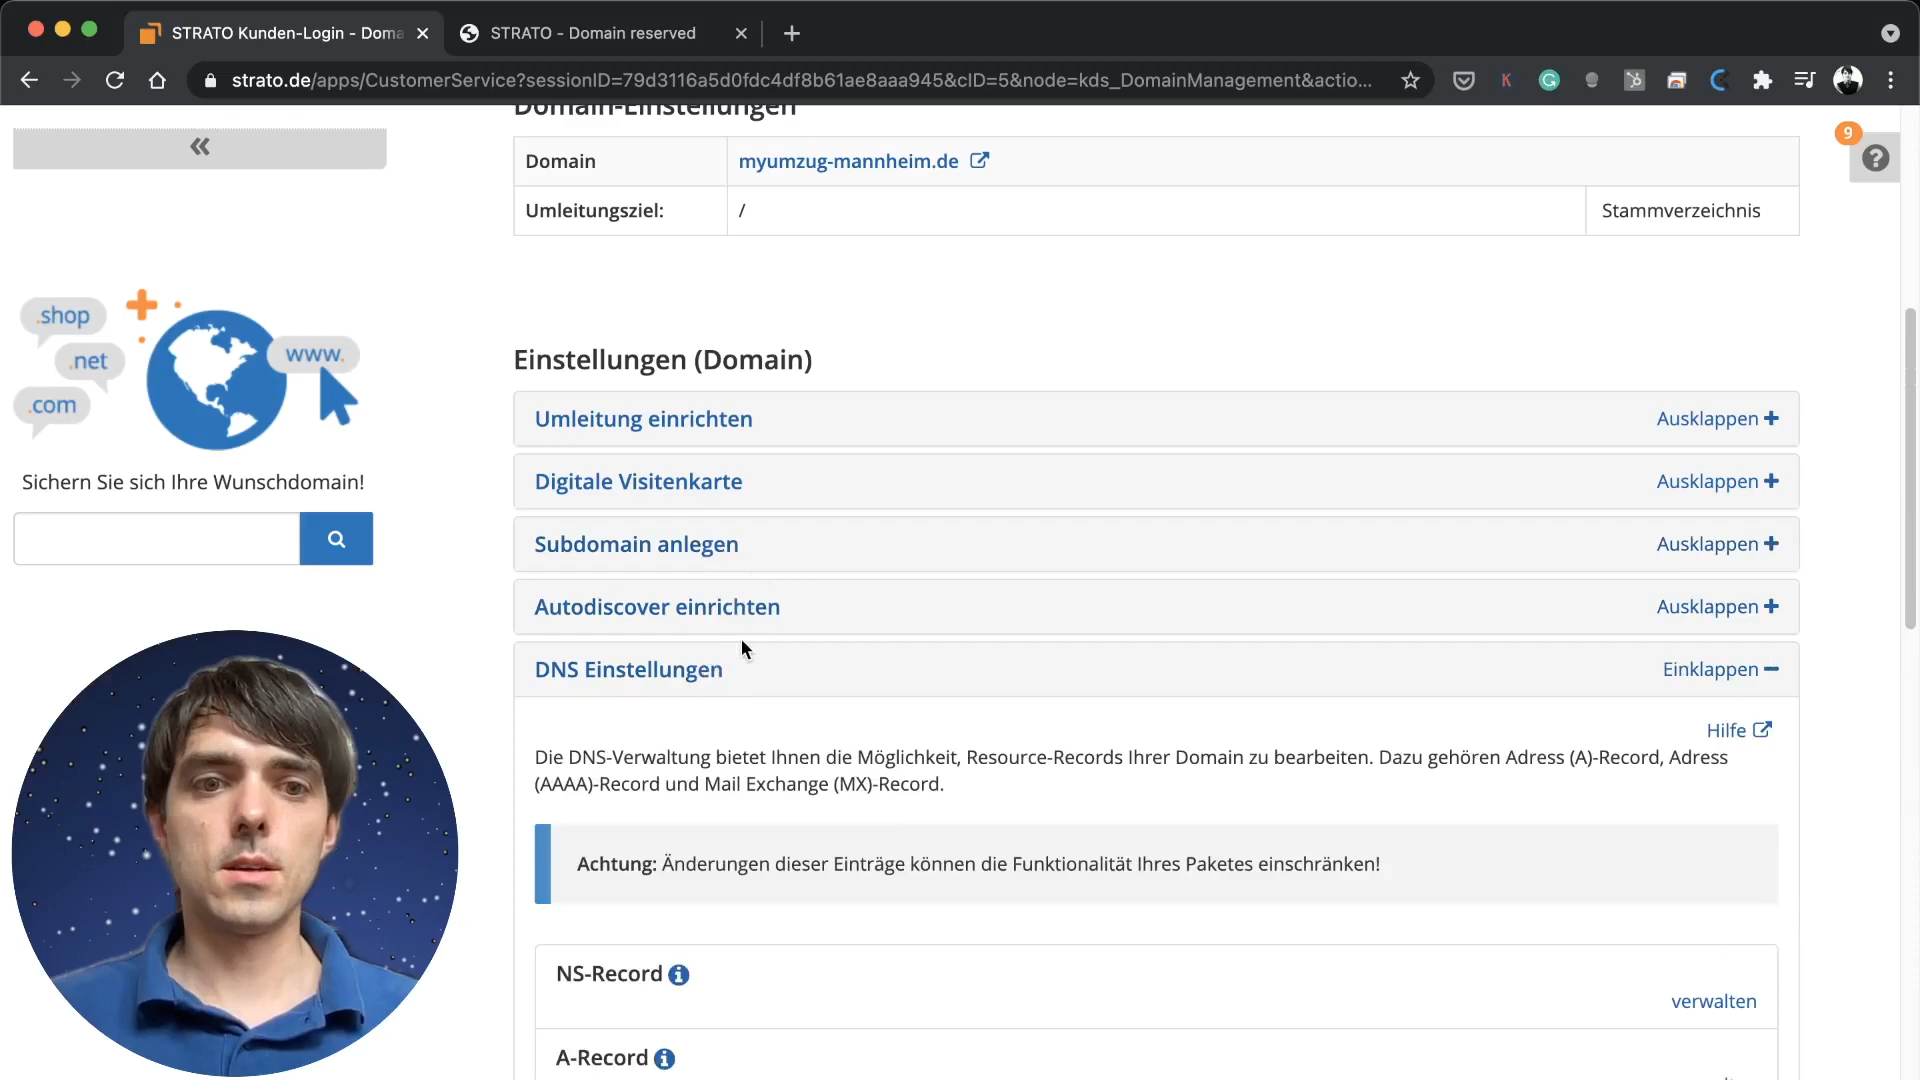 STRATO Kunden-Login - Doma
STRATO - Domain reserved
strato.de/apps/CustomerService?sessionID=79d3116a5d0fdc4df8b61ae8aaa945&cID=5&node=kds_DomainManagement&actio...
Domain-Einstellungen
9
Domain
myumzug-mannheim.de
Umleitungsziel:
/
Stammverzeichnis
.shop
.net
.com
www.
Sichern Sie sich Ihre Wunschdomain!
Einstellungen (Domain)
Umleitung einrichten
Ausklappen
Digitale Visitenkarte
Ausklappen
Subdomain anlegen
Ausklappen
Autodiscover einrichten
Ausklappen
DNS Einstellungen
Einklappen
Hilfe
Die DNS-Verwaltung bietet Ihnen die Möglichkeit, Resource-Records Ihrer Domain zu bearbeiten. Dazu gehören Adress (A)-Record, Adress
(AAAA)-Record und Mail Exchange (MX)-Record.
Achtung: Änderungen dieser Einträge können die Funktionalität Ihres Paketes einschränken!
NS-Record
verwalten
A-Record